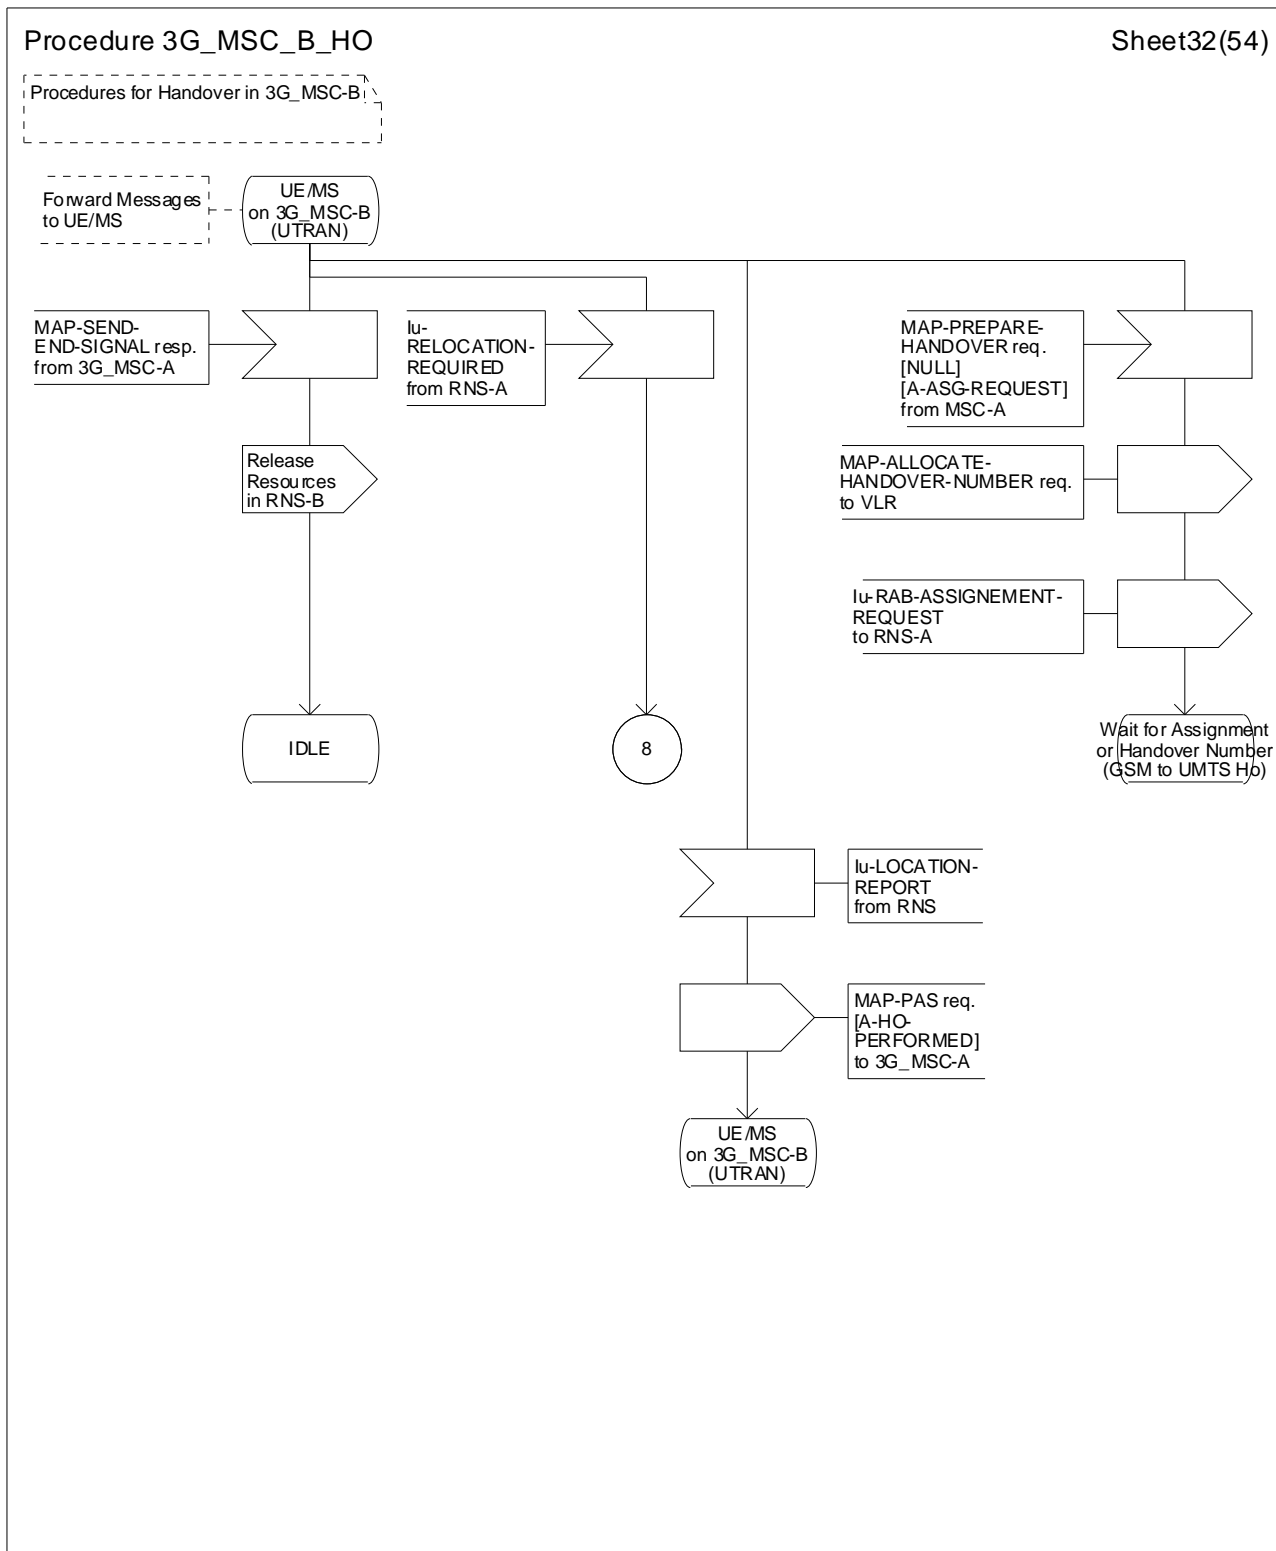 Procedure 3G_MSC_B_HO
Sheet32(54)
Procedures for Handover in 3G_MSC-B
Forward Messages
to UE/MS
UE/MS
on 3G_MSC-B
(UTRAN)
MAP-SEND-
END-SIGNAL resp.
from 3G_MSC-A
Iu-
RELOCATION-
REQUIRED
from RNS-A
MAP-PREPARE-
HANDOVER req.
[NULL]
[A-ASG-REQUEST]
from MSC-A
Release
Resources
in RNS-B
MAP-ALLOCATE-
HANDOVER-NUMBER req.
to VLR
Iu-RAB-ASSIGNEMENT-
REQUEST
to RNS-A
IDLE
8
Wait for Assignment
or Handover Number
(GSM to UMTS Ho)
Iu-LOCATION-
REPORT
from RNS
MAP-PAS req.
[A-HO-
PERFORMED]
to 3G_MSC-A
UE/MS
on 3G_MSC-B
(UTRAN)